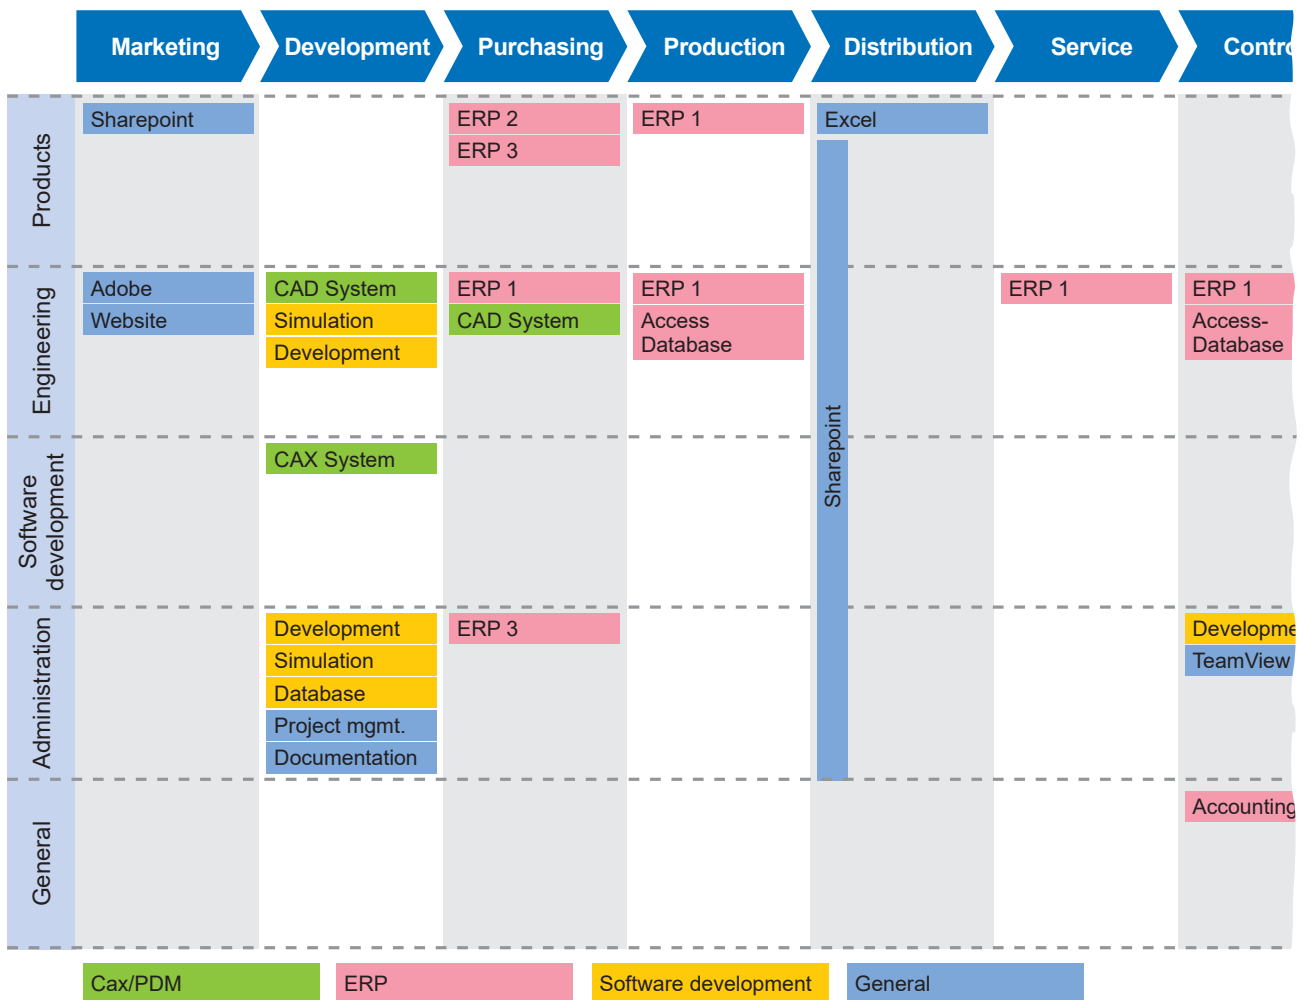 Marketing
Development
Purchasing
Production
Distribution
Service
Contro
Products
Sharepoint
ERP 2
ERP 3
ERP 1
Excel
Sharepoint
Engineering
Adobe
Website
CAD System
Simulation
Development
ERP 1
CAD System
ERP 1
Access
Database
ERP 1
ERP 1
Access-
Database
Software
development
CAX System
Administration
Development
Simulation
Database
Project mgmt.
Documentation
ERP 3
Developme
TeamView
General
Accounting
Cax/PDM
ERP
Software development
General